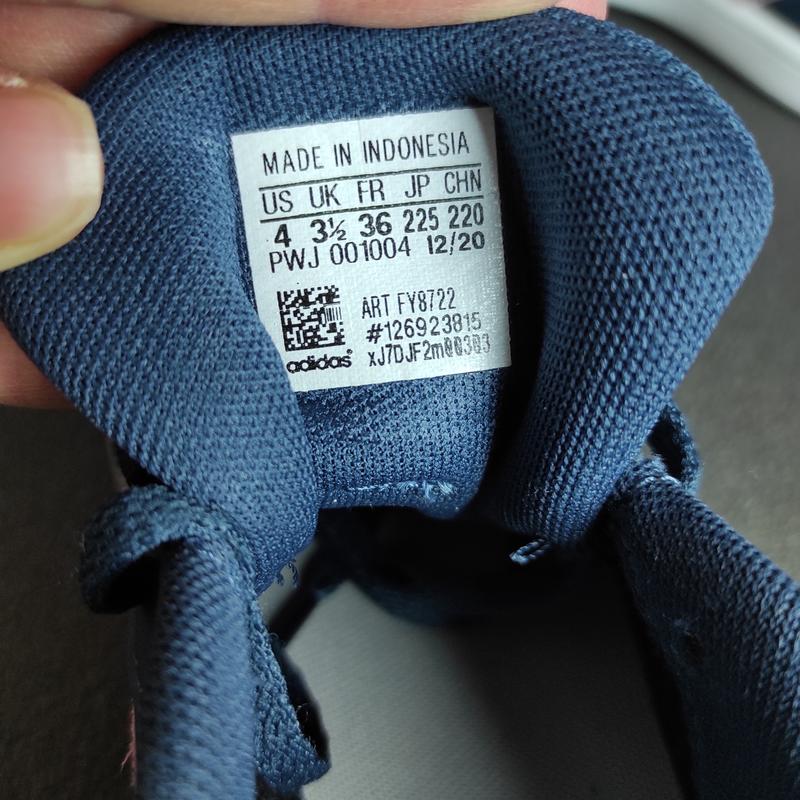 MADE IN INDONESIA
US UK FR JP CHN
4 3½ 36 225 220
PWJ 001004 12/20
ART FY8722
#126923815
adidas®